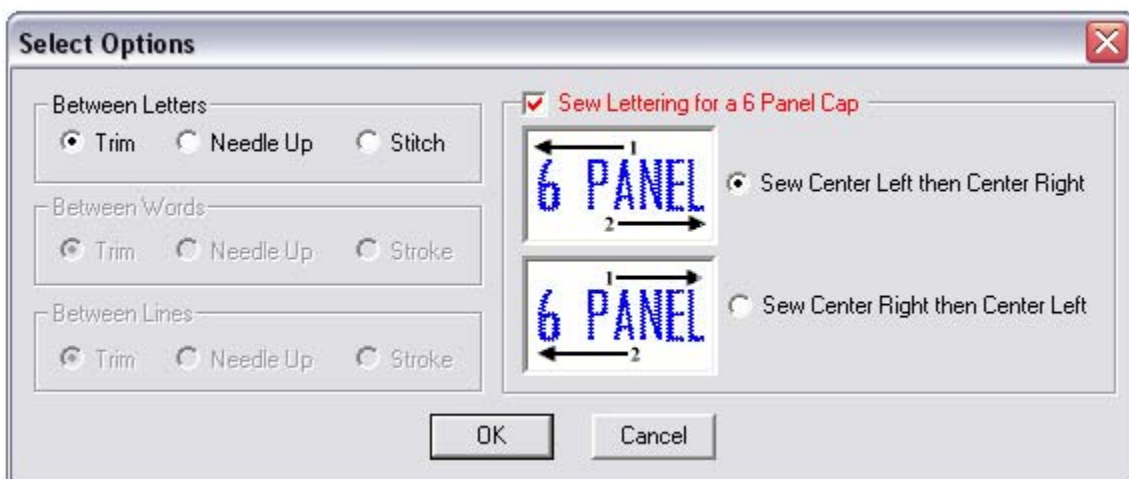 Select Options
Between Letters
Trim Needle Up Stitch
Between Words
Trim Needle Up Stroke
Between Lines
Trim Needle Up Stroke
Sew Lettering for a 6 Panel Cap
1
6 PANEL
2
Sew Center Left then Center Right
1
6 PANEL
2
Sew Center Right then Center Left
OK Cancel